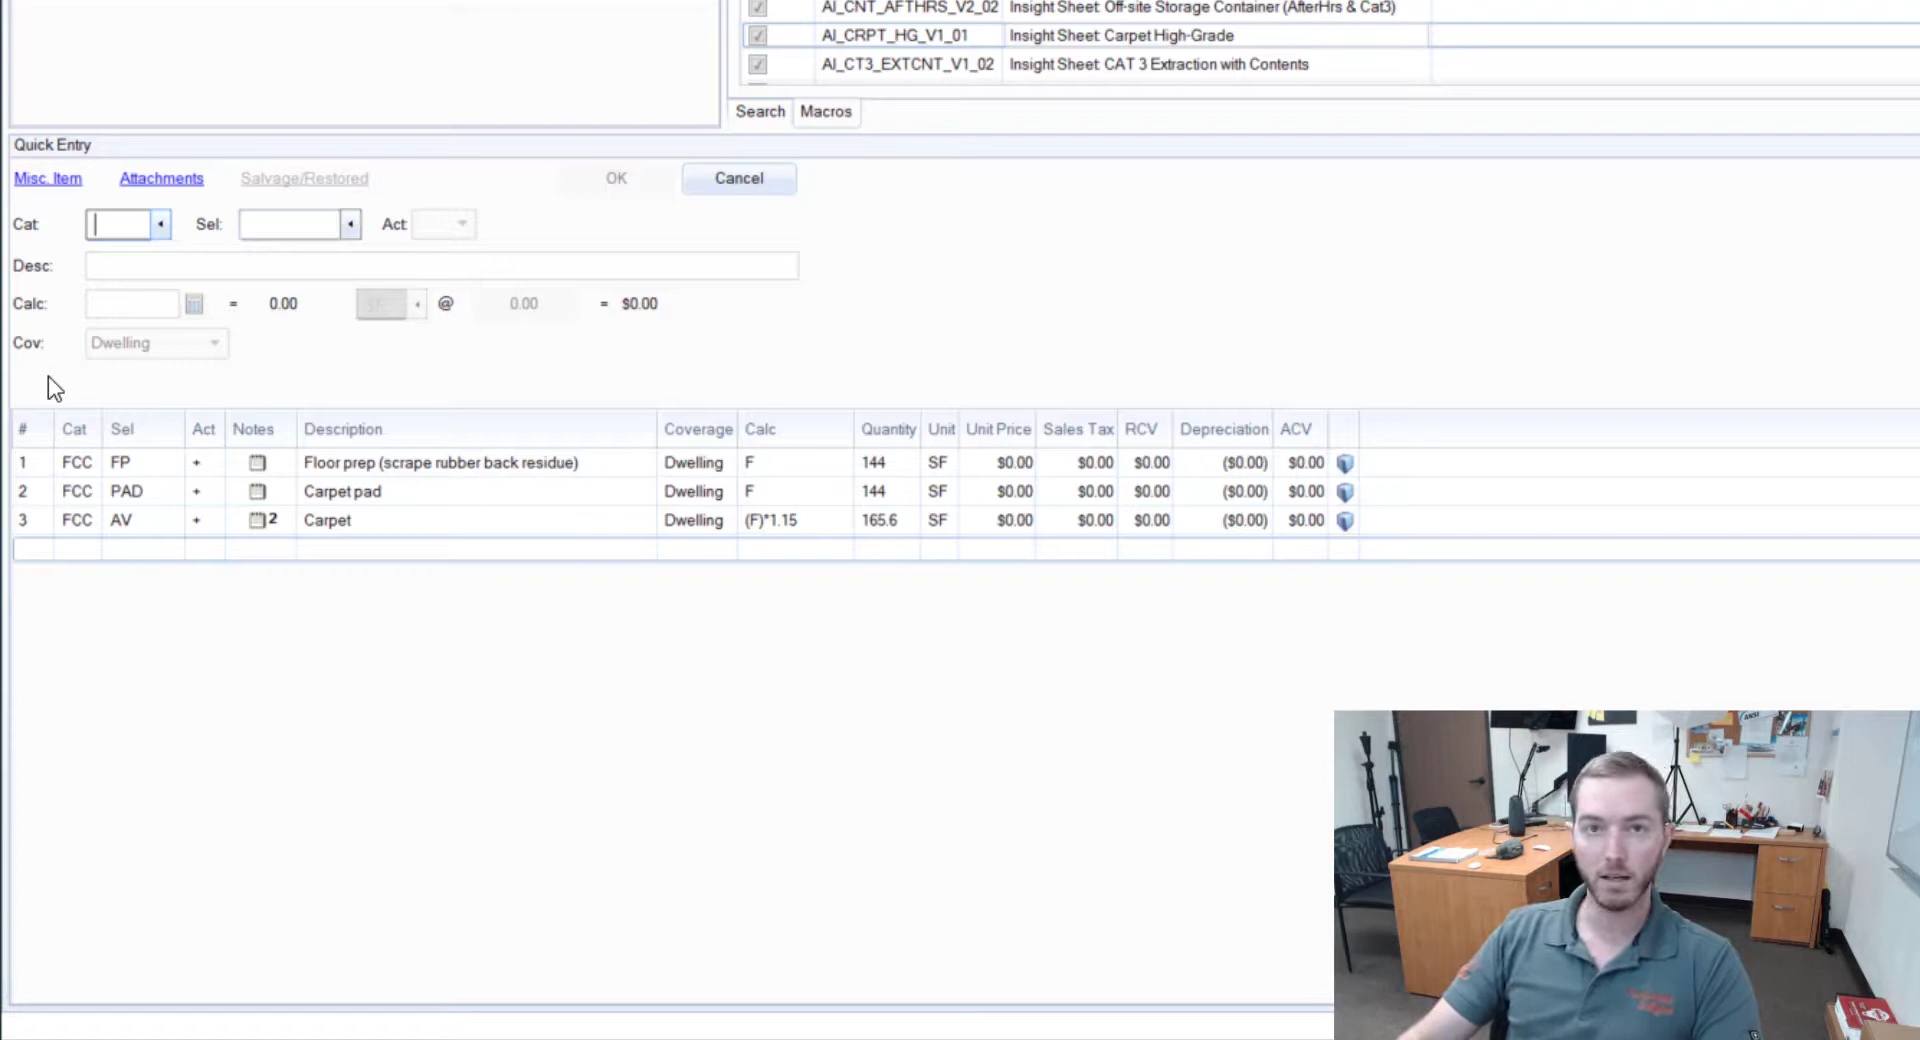 AI_CNT_AFTHRS_V2_02 Insight Sheet: Off-site Storage Container (AfterHrs & Cat3)
AI_CRPT_HG_V1_01 Insight Sheet: Carpet High-Grade
AI_CT3_EXTCNT_V1_02 Insight Sheet: CAT 3 Extraction with Contents
Search Macros
Quick Entry
Misc. Item Attachments Salvage/Restored OK Cancel
Cat Sel: Act
Desc:
Calc: = 0.00 SF @ 0.00 = $0.00
Cov: Dwelling
# Cat Sel Act Notes Description Coverage Calc Quantity Unit Unit Price Sales Tax RCV Depreciation ACV
1 FCC FP + Floor prep (scrape rubber back residue) Dwelling F 144 SF $0.00 $0.00 $0.00 ($0.00) $0.00
2 FCC PAD + Carpet pad Dwelling F 144 SF $0.00 $0.00 $0.00 ($0.00) $0.00
3 FCC AV + 2 Carpet Dwelling (F)*1.15 165.6 SF $0.00 $0.00 $0.00 ($0.00) $0.00
ANSI